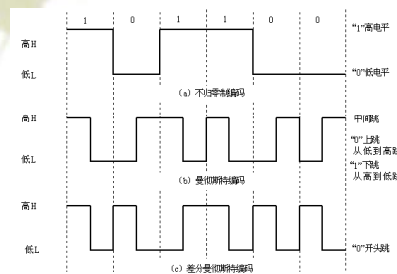 1 0 1 1 0 0
高H
"1"高电平
低L
"0"低电平
(a) 不归零制编码
高H
中间跳
"0"上跳
从低到高跳
低L
"1"下跳
从高到低跳
(b) 曼彻斯特编码
高H
低L
"0"开头跳
(c) 差分曼彻斯特编码